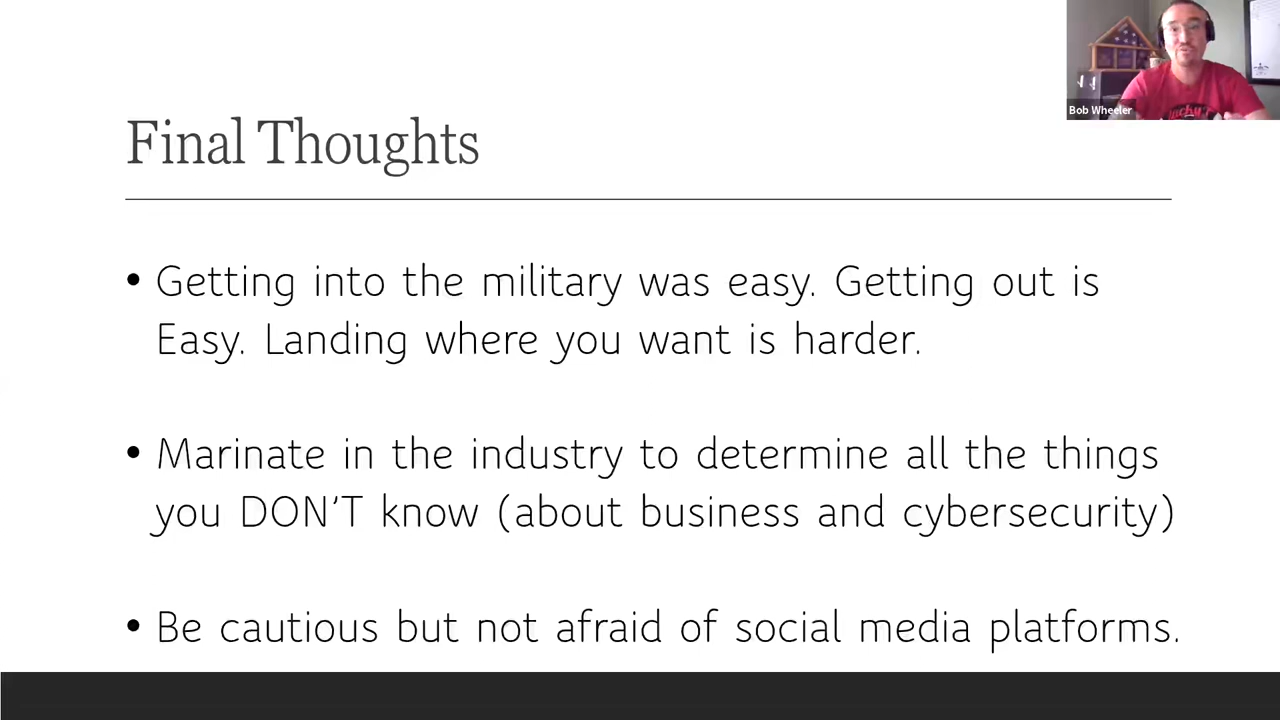 Bob Wheeler
Final Thoughts
• Getting into the military was easy. Getting out is
Easy. Landing where you want is harder.
• Marinate in the industry to determine all the things
you DON'T know (about business and cybersecurity)
• Be cautious but not afraid of social media platforms.